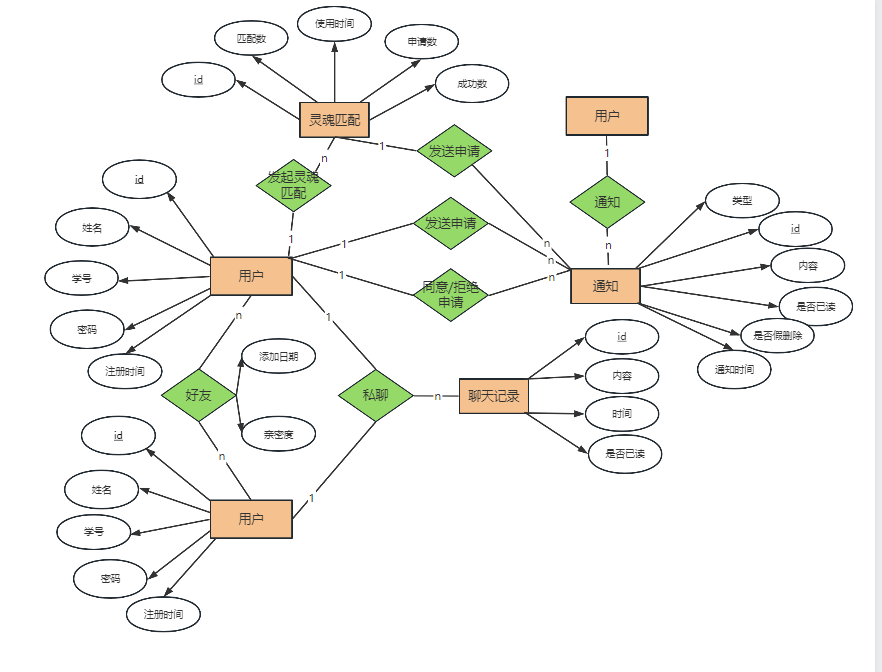 使用时间
匹配数
申请数
id
成功数
灵魂匹配
用户
n
1
发送申请
1
id
发起灵魂
匹配
通知
类型
姓名
1
发送申请
1
n
n
id
学号
用户
1
n
n
同意/拒绝
申请
通知
内容
是否已读
密码
n
1
是否假删除
id
注册时间
添加日期
通知时间
好友
私聊
n
聊天记录
内容
时间
id
亲密度
是否已读
n
姓名
1
学号
用户
密码
注册时间